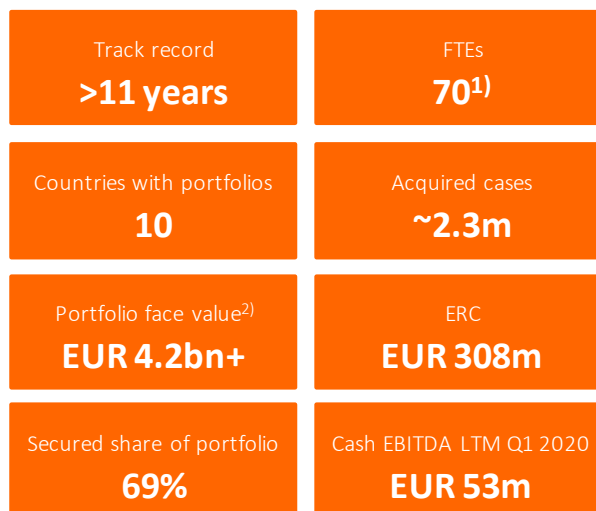 Track record
>11 years
FTEs
70¹⁾
Countries with portfolios
10
Acquired cases
~2.3m
Portfolio face value²⁾
EUR 4.2bn+
ERC
EUR 308m
Secured share of portfolio
69%
Cash EBITDA LTM Q1 2020
EUR 53m